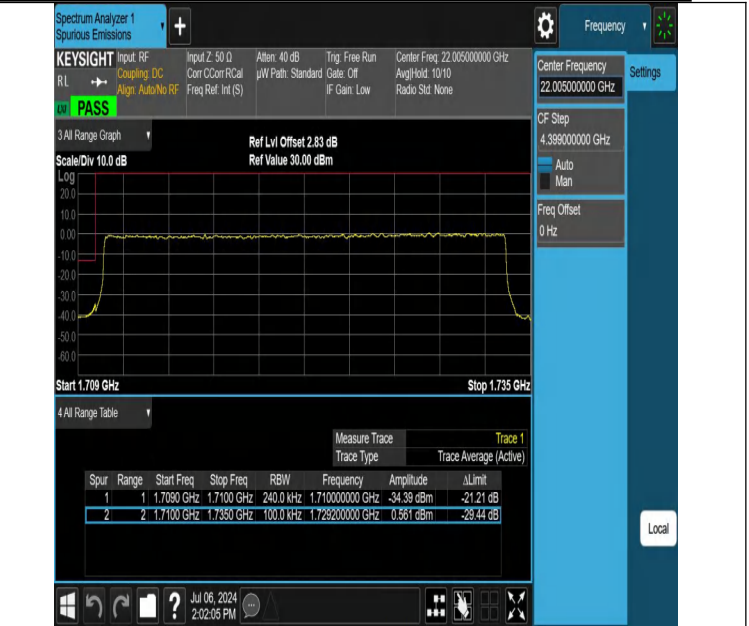 Spectrum Analyzer 1
Spurious Emissions
+
Frequency
KEYSIGHT
RL
PASS
Input: RF
Coupling: DC
Align: Auto/No RF
Input Z: 50 Ω
Corr CCorr RCal
Freq Ref: Int (S)
Atten: 40 dB
µW Path: Standard
Trig: Free Run
Gate: Off
IF Gain: Low
Center Freq: 22.005000000 GHz
Avg|Hold: 10/10
Radio Std: None
Center Frequency
22.005000000 GHz
Settings
CF Step
4.399000000 GHz
Auto
Man
Freq Offset
0 Hz
3 All Range Graph
Scale/Div 10.0 dB
Ref Lvl Offset 2.83 dB
Ref Value 30.00 dBm
Log
20.0
10.0
0.00
-10.0
-20.0
-30.0
-40.0
-50.0
-60.0
Start 1.709 GHz
Stop 1.735 GHz
4 All Range Table
Measure Trace Trace 1
Trace Type Trace Average (Active)
Spur Range Start Freq Stop Freq RBW Frequency Amplitude ΔLimit
1 1 1.7090 GHz 1.7100 GHz 240.0 kHz 1.710000000 GHz -34.39 dBm -21.21 dB
2 2 1.7100 GHz 1.7350 GHz 100.0 kHz 1.729200000 GHz 0.561 dBm -29.44 dB
Local
?
Jul 06, 2024
2:02:05 PM